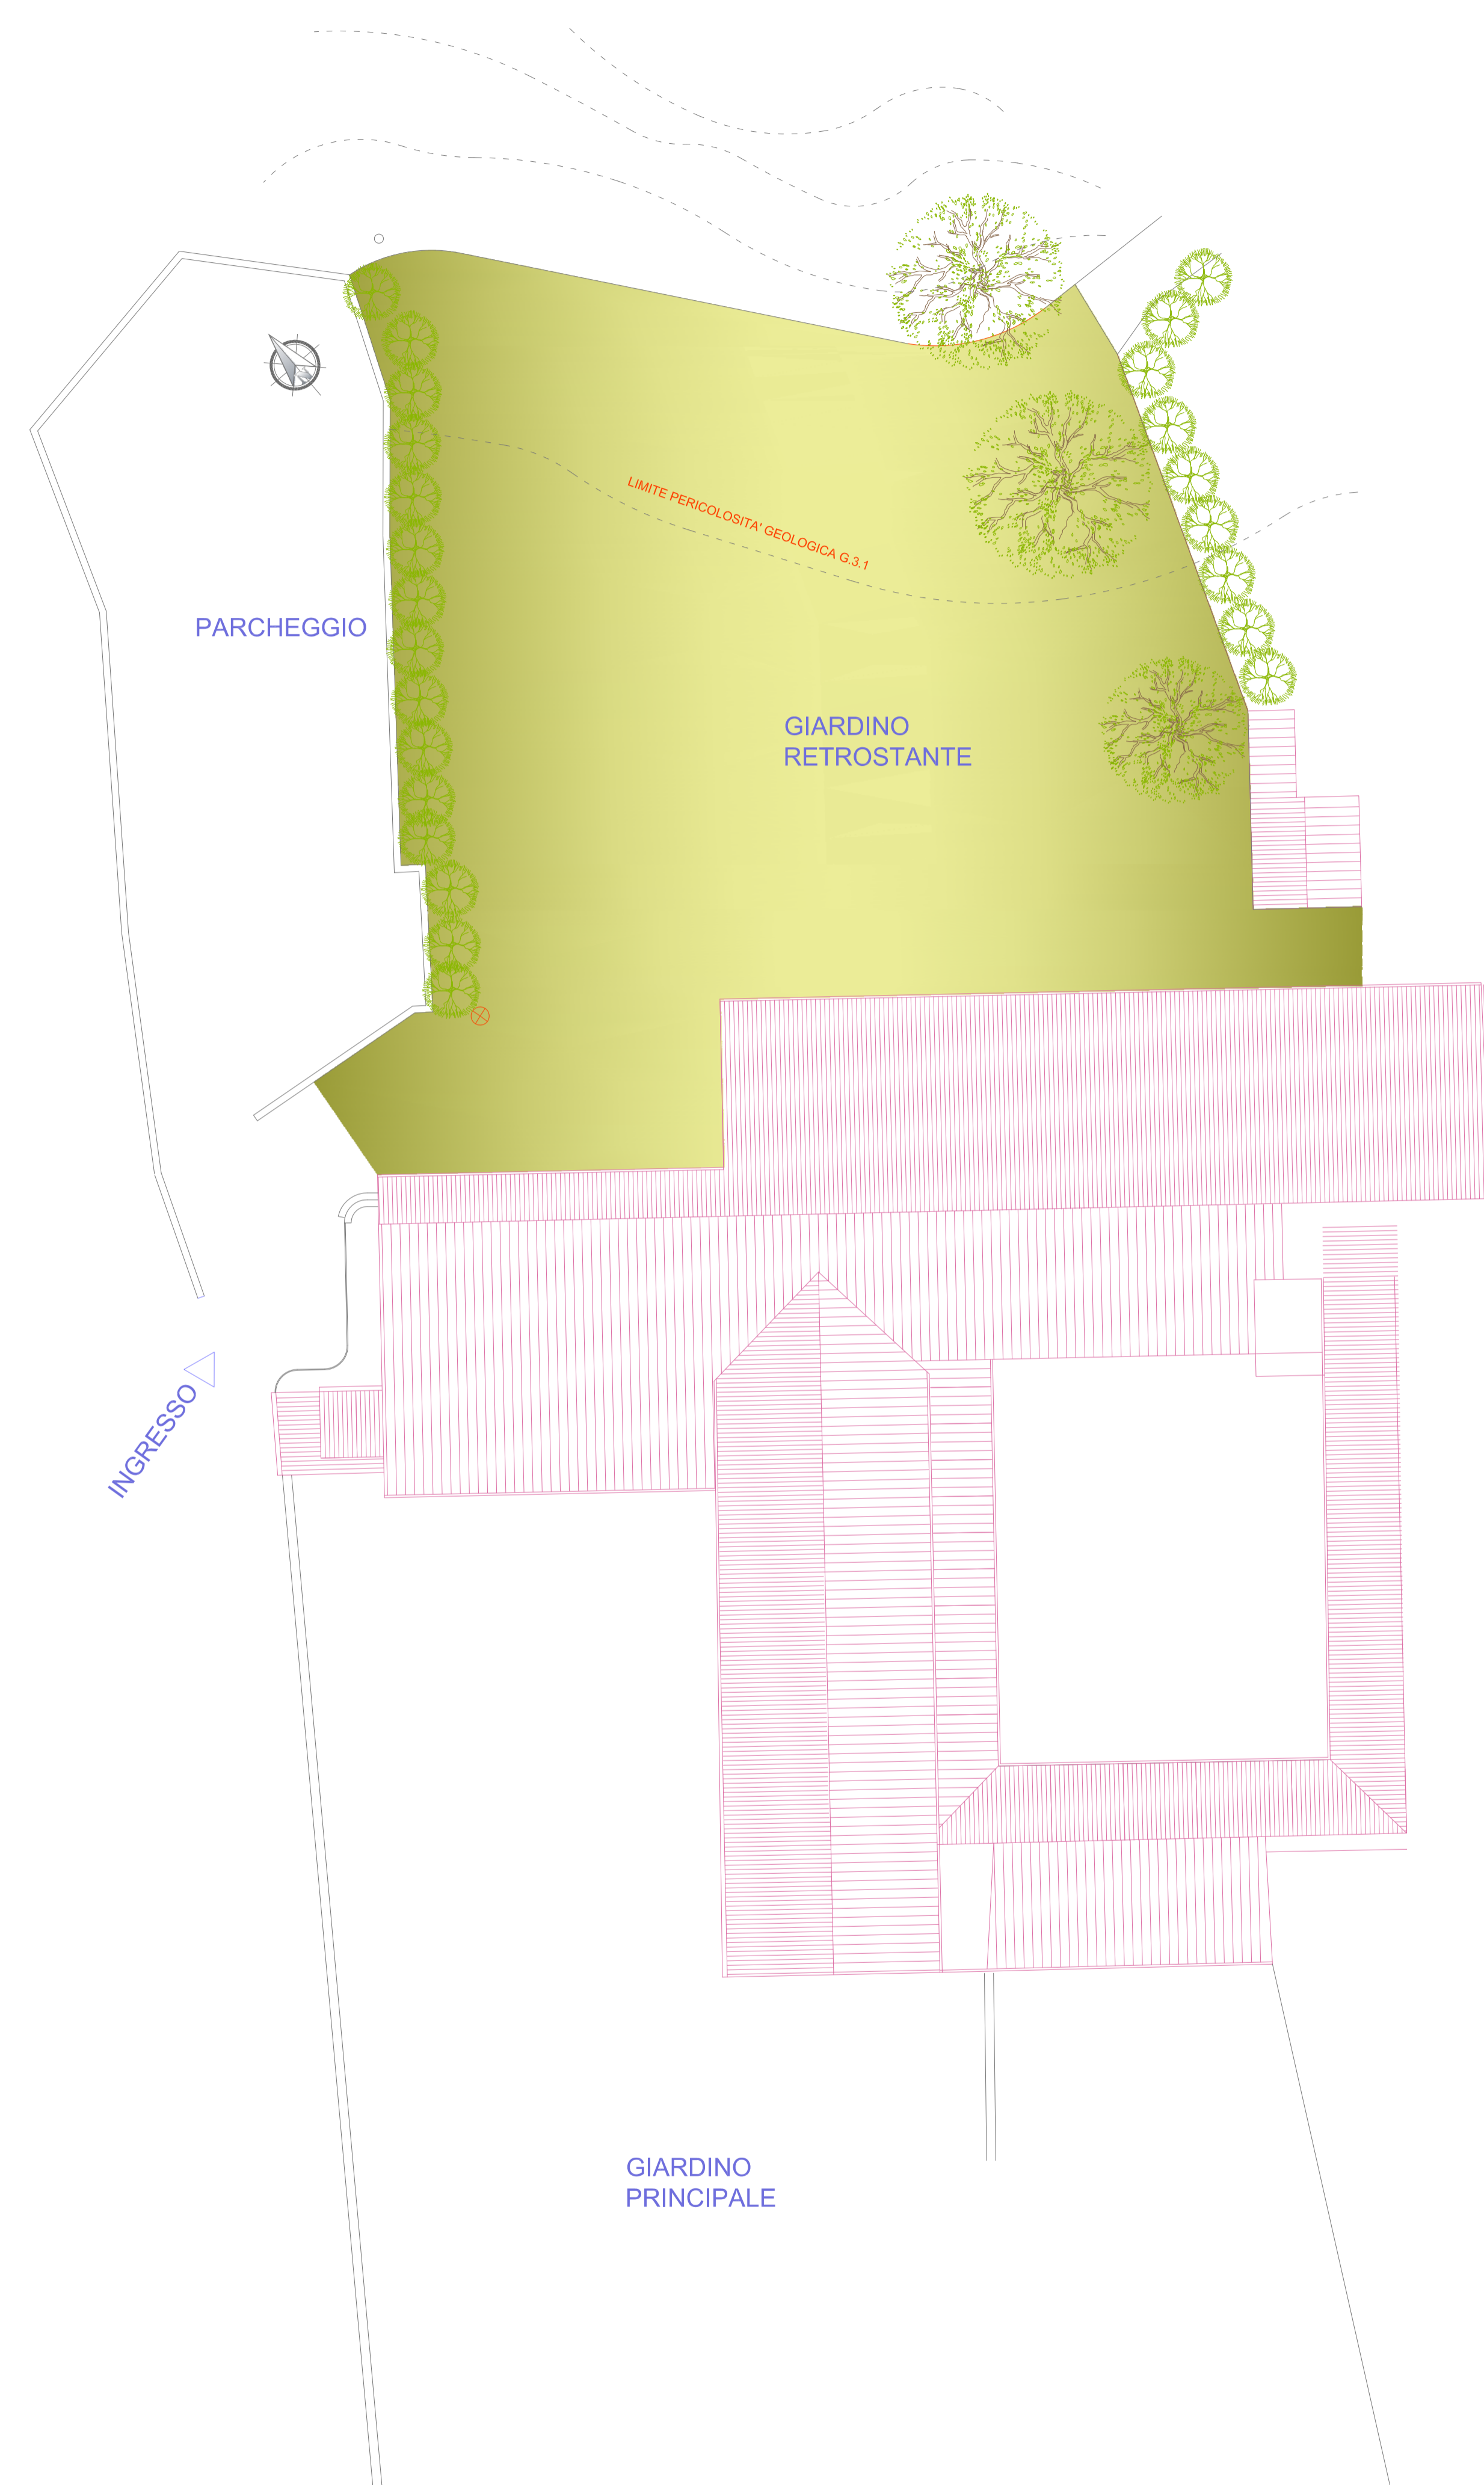 LIMITE PERICOLOSITA' GEOLOGICA G.3.1
PARCHEGGIO
GIARDINO
RETROSTANTE
INGRESSO
GIARDINO
PRINCIPALE